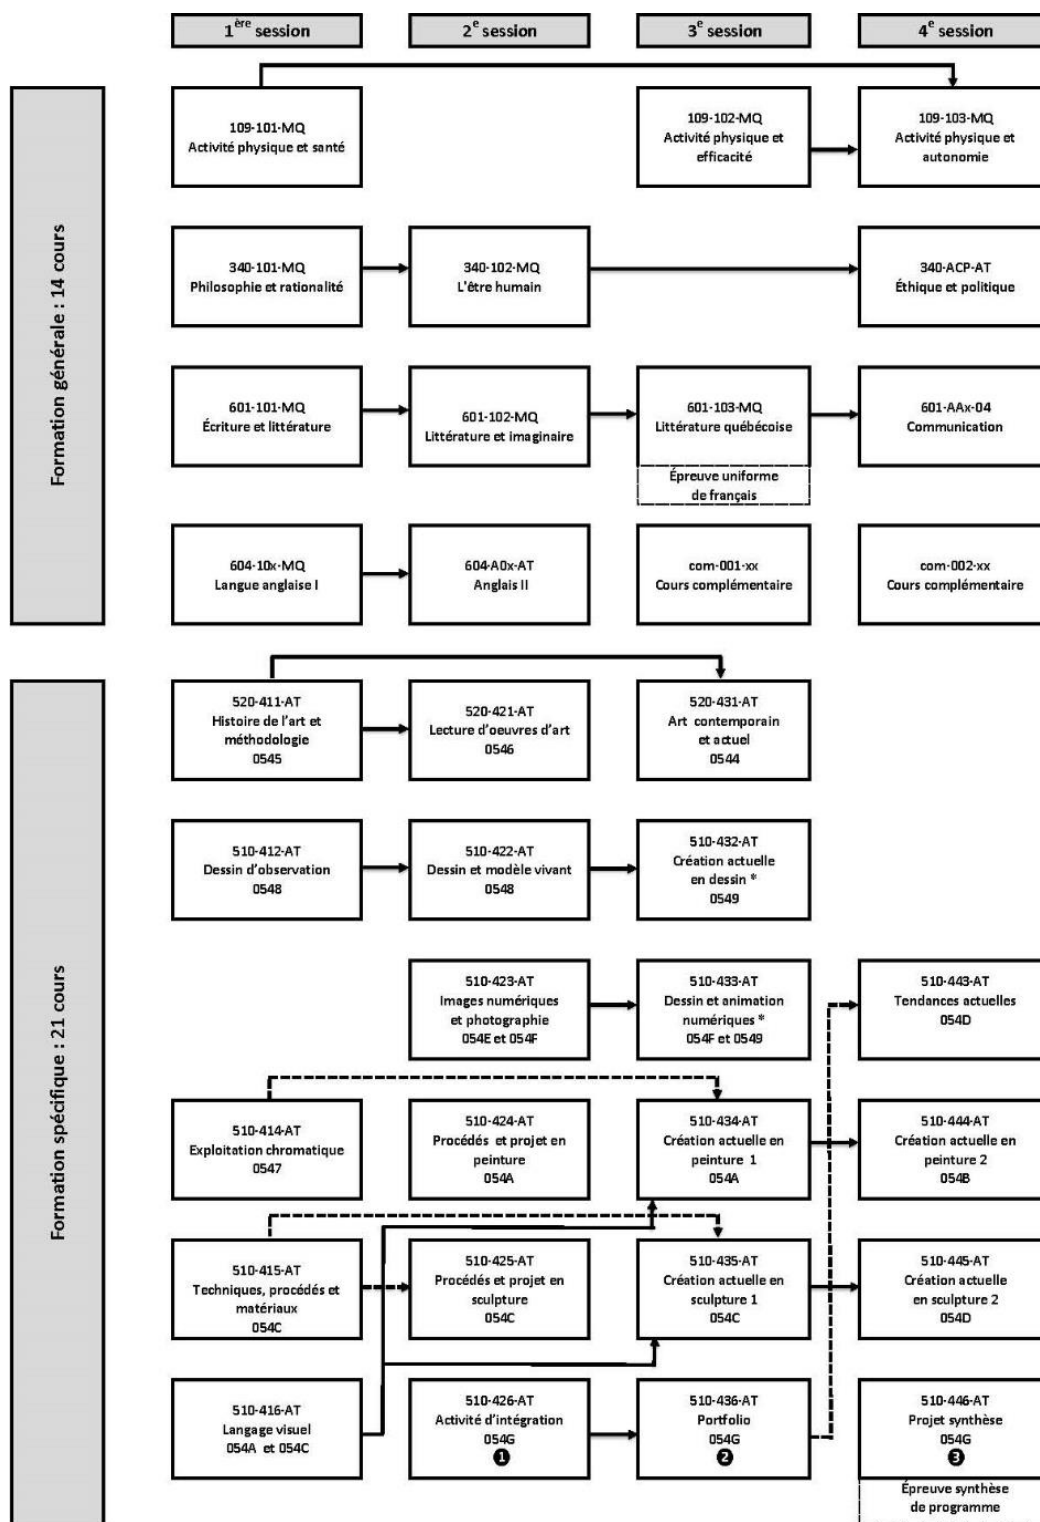 1ère session
2e session
3e session
4e session
Formation générale : 14 cours
109-101-MQ
Activité physique et santé
109-102-MQ
Activité physique et
efficacité
109-103-MQ
Activité physique et
autonomie
340-101-MQ
Philosophie et rationalité
340-102-MQ
L'être humain
340-ACP-AT
Éthique et politique
601-101-MQ
Écriture et littérature
601-102-MQ
Littérature et imaginaire
601-103-MQ
Littérature québécoise
Épreuve uniforme
de français
601-AAx-04
Communication
604-10x-MQ
Langue anglaise I
604-A0x-AT
Anglais II
com-001-xx
Cours complémentaire
com-002-xx
Cours complémentaire
Formation spécifique : 21 cours
520-411-AT
Histoire de l'art et
méthodologie
0545
520-421-AT
Lecture d'oeuvres d'art
0546
520-431-AT
Art contemporain
et actuel
0544
510-412-AT
Dessin d'observation
0548
510-422-AT
Dessin et modèle vivant
0548
510-432-AT
Création actuelle
en dessin *
0549
510-423-AT
Images numériques
et photographie
054E et 054F
510-433-AT
Dessin et animation
numériques *
054F et 0549
510-443-AT
Tendances actuelles
054D
510-414-AT
Exploitation chromatique
0547
510-424-AT
Procédés et projet en
peinture
054A
510-434-AT
Création actuelle en
peinture 1
054A
510-444-AT
Création actuelle en
peinture 2
054B
510-415-AT
Techniques, procédés et
matériaux
054C
510-425-AT
Procédés et projet en
sculpture
054C
510-435-AT
Création actuelle en
sculpture 1
054C
510-445-AT
Création actuelle
en sculpture 2
054D
510-416-AT
Langage visuel
054A et 054C
510-426-AT
Activité d'intégration
054G
❶
510-436-AT
Portfolio
054G
❷
510-446-AT
Projet synthèse
054G
❸
Épreuve synthèse
de programme